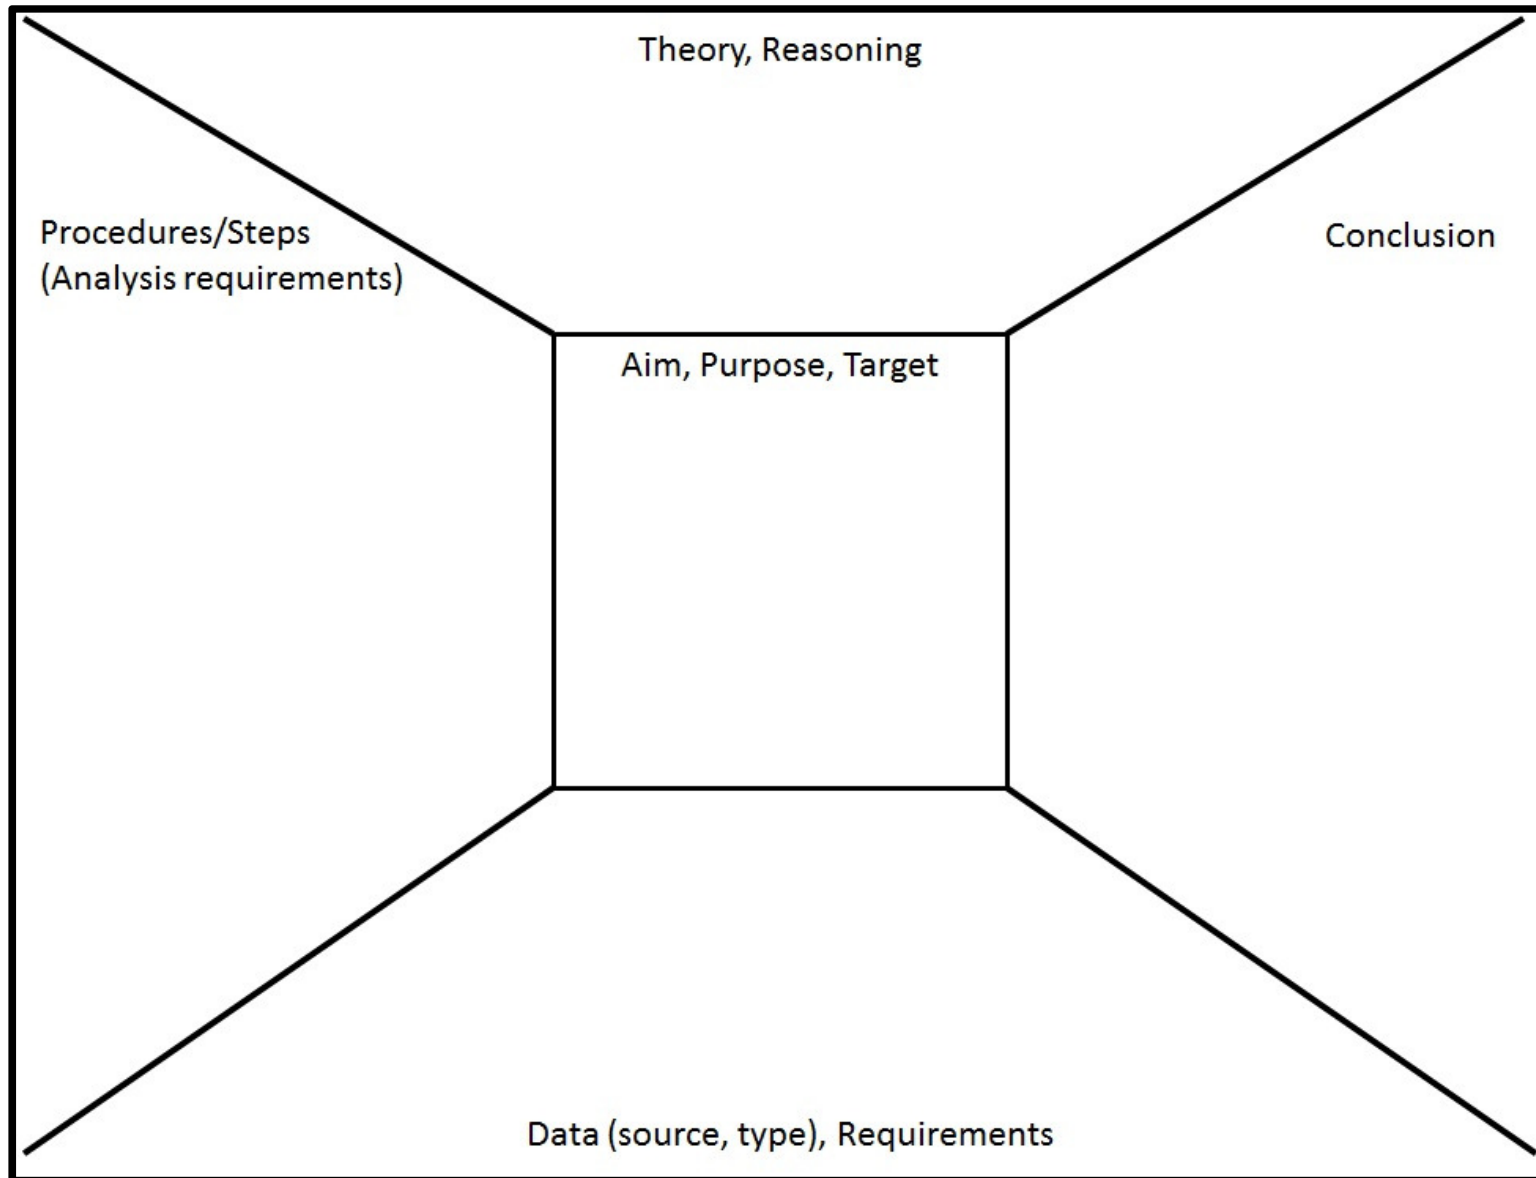 Theory, Reasoning
Procedures/Steps
(Analysis requirements)
Conclusion
Aim, Purpose, Target
Data (source, type), Requirements